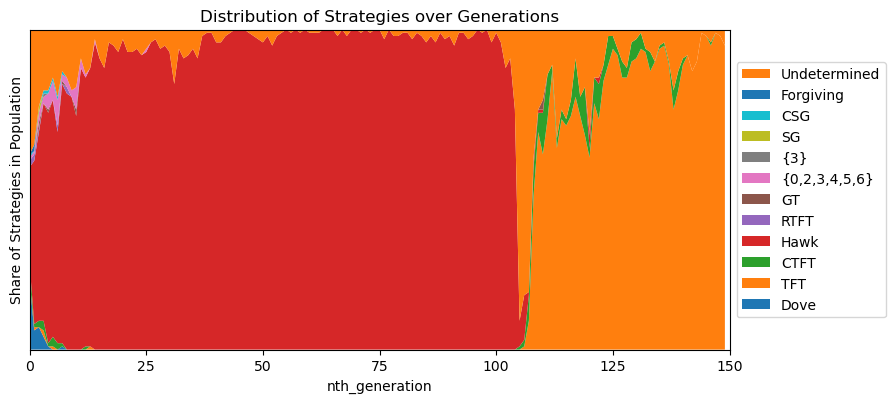 Distribution of Strategies over Generations
Share of Strategies in Population
0 25 50 75 100 125 150
nth_generation
Undetermined
Forgiving
CSG
SG
{3}
{0,2,3,4,5,6}
GT
RTFT
Hawk
CTFT
TFT
Dove